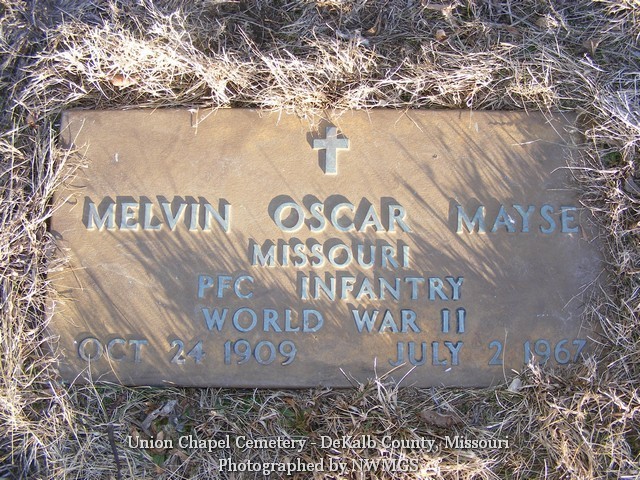 MELVIN OSCAR MAYSE
MISSOURI
PFC INFANTRY
WORLD WAR II
OCT 24 1909 JULY 2 1967
Union Chapel Cemetery - DeKalb County, Missouri
Photographed by NWMGS